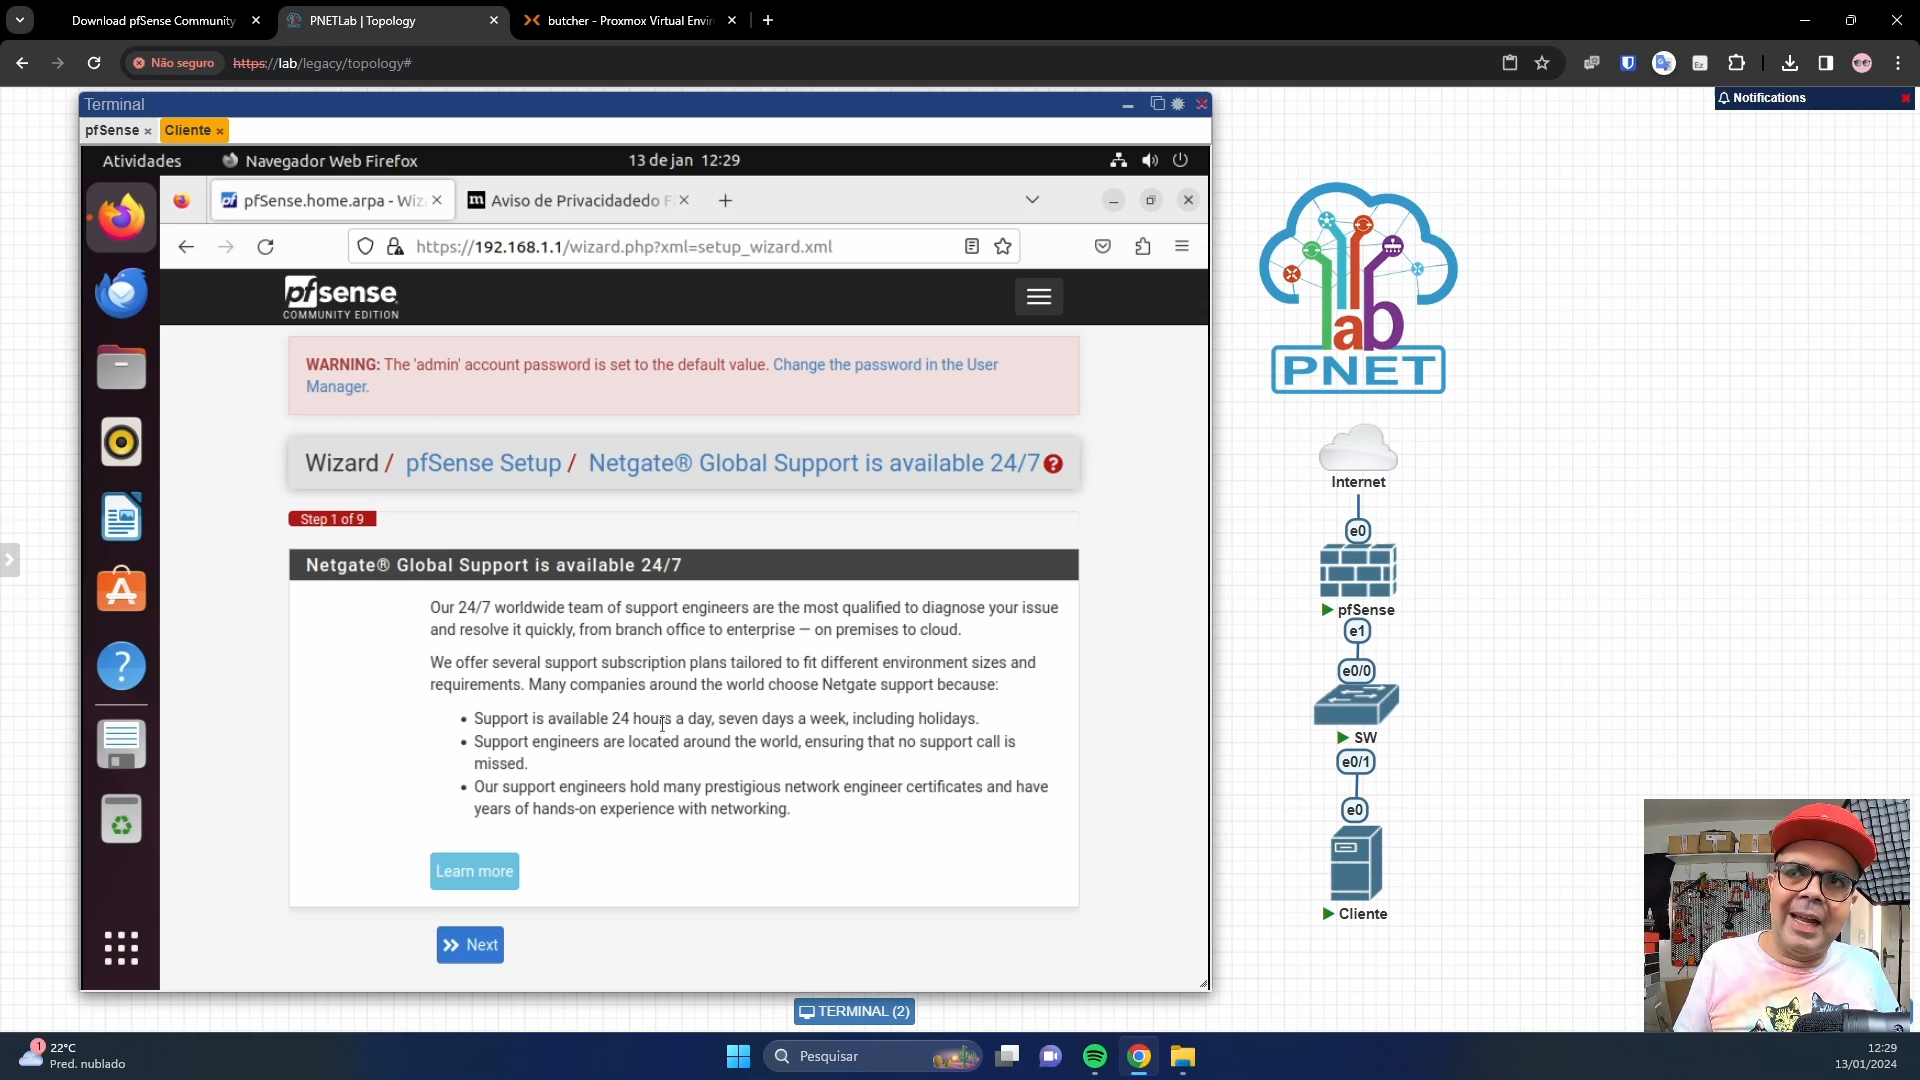 Download pfSense Community
PNETLab | Topology
butcher - Proxmox Virtual Envir
Não seguro
https://lab/legacy/topology#
Ez
Terminal
Notifications
pfSense
Cliente
Atividades
Navegador Web Firefox
13 de jan 12:29
pfSense.home.arpa - Wiz
Aviso de Privacidadedo F
https://192.168.1.1/wizard.php?xml=setup_wizard.xml
pfsense
COMMUNITY EDITION
WARNING: The 'admin' account password is set to the default value. Change the password in the User
Manager.
Wizard / pfSense Setup / Netgate® Global Support is available 24/7
Step 1 of 9
Netgate® Global Support is available 24/7
Our 24/7 worldwide team of support engineers are the most qualified to diagnose your issue
and resolve it quickly, from branch office to enterprise — on premises to cloud.
We offer several support subscription plans tailored to fit different environment sizes and
requirements. Many companies around the world choose Netgate support because:
• Support is available 24 hours a day, seven days a week, including holidays.
• Support engineers are located around the world, ensuring that no support call is
missed.
• Our support engineers hold many prestigious network engineer certificates and have
years of hands-on experience with networking.
Learn more
Next
lab
PNET
Internet
e0
pfSense
e1
e0/0
SW
e0/1
e0
Cliente
TERMINAL (2)
1
22°C
Pred. nublado
Pesquisar
12:29
13/01/2024